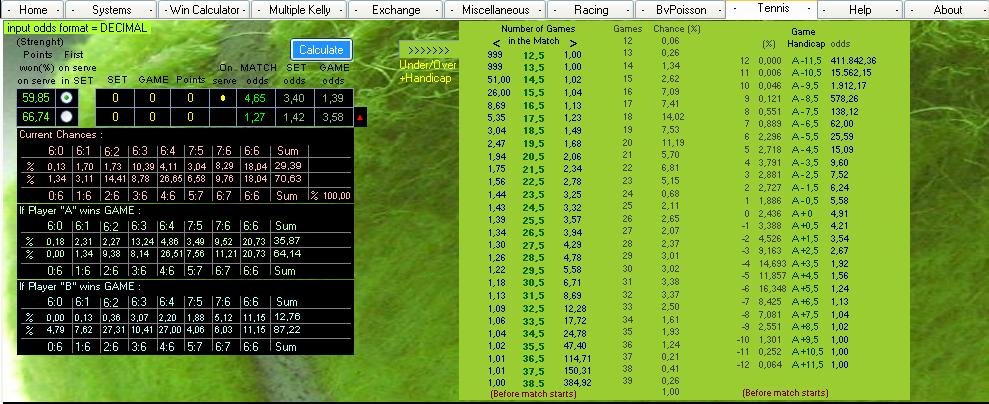 Home Systems Win Calculator Multiple Kelly Exchange Miscellaneous Racing BvPoisson Tennis Help About
input odds format = DECIMAL
(Strenght)
Points First
won(%) on serve On MATCH SET GAME
on serve in SET SET GAME Points serve odds odds odds
Calculate
59,85 0 0 0 4,65 3,40 1,39
66,74 0 0 0 1,27 1,42 3,58
Current Chances :
6:0 6:1 6:2 6:3 6:4 7:5 7:6 6:6 Sum
% 0,13 1,70 1,73 10,39 4,11 3,04 8,29 18,04 29,39
% 1,34 3,11 14,41 8,78 26,65 6,58 9,76 18,04 70,63
0:6 1:6 2:6 3:6 4:6 5:7 6:7 6:6 Sum % 100,00
If Player "A" wins GAME :
6:0 6:1 6:2 6:3 6:4 7:5 7:6 6:6 Sum
% 0,18 2,31 2,27 13,24 4,86 3,49 9,52 20,73 35,87
% 0,00 1,34 9,38 8,14 26,51 7,56 11,21 20,73 64,14
0:6 1:6 2:6 3:6 4:6 5:7 6:7 6:6 Sum
If Player "B" wins GAME :
6:0 6:1 6:2 6:3 6:4 7:5 7:6 6:6 Sum
% 0,00 0,13 0,36 3,07 2,20 1,88 5,12 11,15 12,76
% 4,79 7,62 27,31 10,41 27,00 4,06 6,03 11,15 87,22
0:6 1:6 2:6 3:6 4:6 5:7 6:7 6:6 Sum
>>>>>>>
Under/Over
+Handicap
Number of Games
< in the Match >
999 12,5 1,00
999 13,5 1,00
51,00 14,5 1,02
26,00 15,5 1,04
8,69 16,5 1,13
5,35 17,5 1,23
3,04 18,5 1,49
2,47 19,5 1,68
1,94 20,5 2,06
1,75 21,5 2,34
1,56 22,5 2,78
1,44 23,5 3,25
1,43 24,5 3,32
1,39 25,5 3,57
1,34 26,5 3,94
1,30 27,5 4,29
1,26 28,5 4,78
1,22 29,5 5,58
1,18 30,5 6,71
1,13 31,5 8,69
1,09 32,5 12,28
1,06 33,5 17,72
1,04 34,5 24,78
1,02 35,5 47,40
1,01 36,5 114,71
1,01 37,5 150,31
1,00 38.5 384,92
(Before match starts)
Games Chance (%)
12 0,06
13 0,26
14 1,34
15 2,62
16 7,09
17 7,41
18 14,02
19 7,53
20 11,19
21 5,70
22 6,81
23 5,15
24 0,68
25 2,11
26 2,65
27 2,07
28 2,37
29 3,01
30 3,02
31 3,38
32 3,37
33 2,50
34 1,61
35 1,93
36 1,24
37 0,21
38 0,41
39 0,26
1,00
Game
(%) Handicap odds
12 0,000 A-11,5 411.842,36
11 0,006 A-10,5 15.562,15
10 0,046 A-9,5 1.912,17
9 0,121 A-8,5 578,26
8 0,551 A-7,5 138,12
7 0,889 A-6,5 62,00
6 2,296 A-5,5 25,59
5 2,718 A-4,5 15,09
4 3,791 A-3,5 9,60
3 2,881 A-2,5 7,52
2 2,727 A-1,5 6,24
1 1,886 A-0,5 5,58
0 2,436 A+0 4,91
-1 3,388 A+0,5 4,21
-2 4,526 A+1,5 3,54
-3 9,163 A+2,5 2,67
-4 14,693 A+3,5 1,92
-5 11,857 A+4,5 1,56
-6 16,348 A+5,5 1,24
-7 8,425 A+6,5 1,13
-8 7,081 A+7,5 1,04
-9 2,551 A+8,5 1,02
-10 1,301 A+9,5 1,00
-11 0,252 A+10,5 1,00
-12 0,064 A+11,5 1,00
(Before match starts)